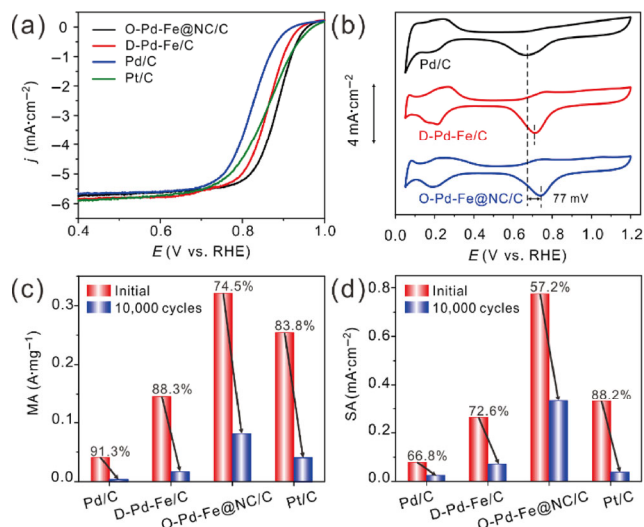 (a)
O-Pd-Fe@NC/C
D-Pd-Fe/C
Pd/C
Pt/C
0
−1
−2
−3
−4
−5
−6
j (mA·cm−2)
0.4 0.6 0.8 1.0
E (V vs. RHE)
(b)
4 mA·cm−2
Pd/C
D-Pd-Fe/C
O-Pd-Fe@NC/C
77 mV
0.0 0.2 0.4 0.6 0.8 1.0 1.2
E (V vs. RHE)
(c)
Initial
10,000 cycles
74.5%
83.8%
88.3%
91.3%
0.3
0.2
0.1
0.0
MA (A·mg−1)
Pd/C
D-Pd-Fe/C
O-Pd-Fe@NC/C
Pt/C
(d)
Initial
10,000 cycles
57.2%
88.2%
72.6%
66.8%
0.8
0.6
0.4
0.2
0.0
SA (mA·cm−2)
Pd/C
D-Pd-Fe/C
O-Pd-Fe@NC/C
Pt/C